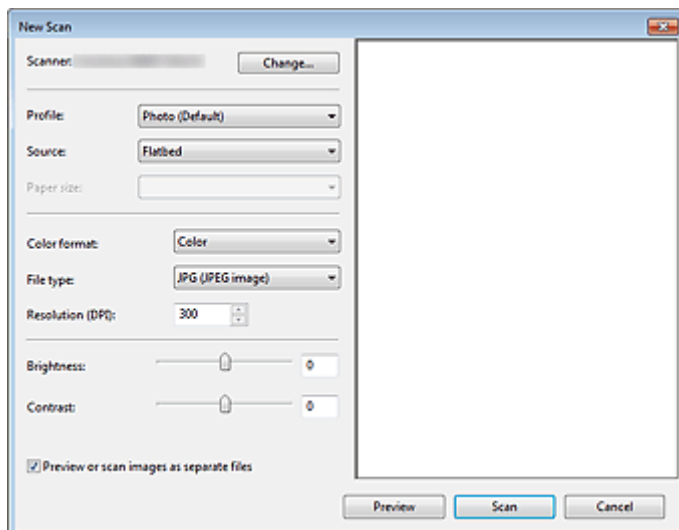 New Scan
Scanner: Change...
Profile: Photo (Default)
Source: Flatbed
Paper size:
Color format: Color
File type: JPG (JPEG image)
Resolution (DPI): 300
Brightness: 0
Contrast: 0
Preview or scan images as separate files
Preview Scan Cancel